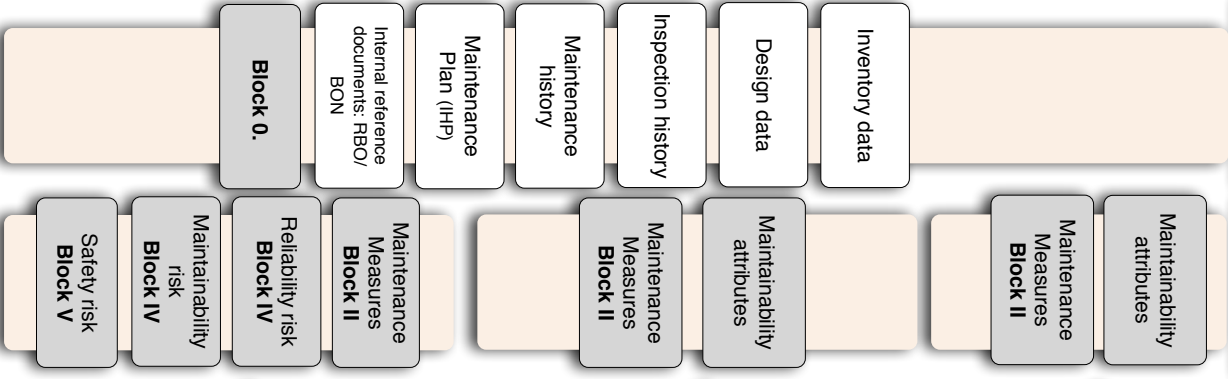 Inventory data
Design data
Inspection history
Maintenance
history
Maintenance
Plan (IHP)
Internal reference
documents: RBO/
BON
Block 0.
Maintainability
attributes
Maintenance
Measures
Block II
Maintainability
attributes
Maintenance
Measures
Block II
Maintenance
Measures
Block II
Reliability risk
Block IV
Maintainability
risk
Block IV
Safety risk
Block V